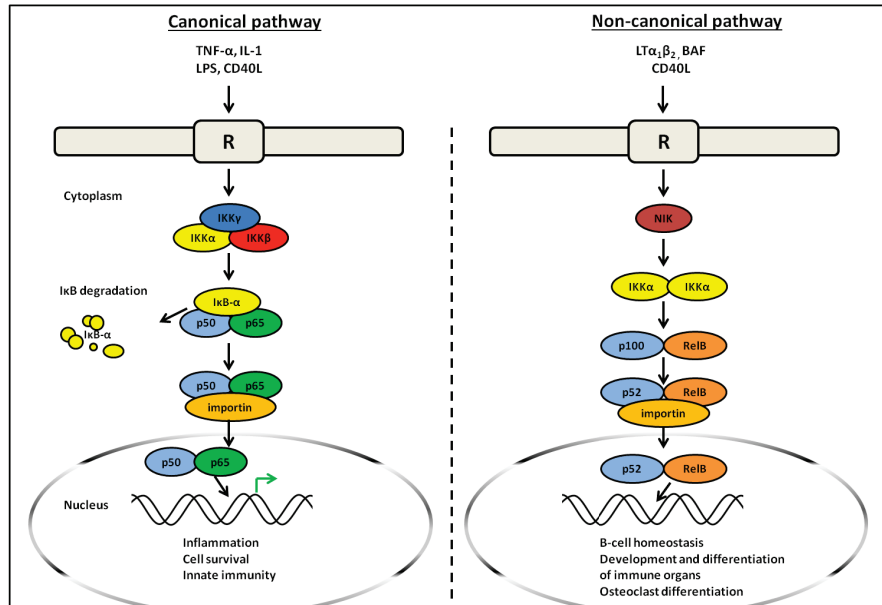 Canonical pathway
TNF-α, IL-1
LPS, CD40L
R
Cytoplasm
IKKγ
IKKα
IKKβ
IκB degradation
IκB-α
p50
p65
IκB-α
p50
p65
importin
p50
p65
Nucleus
Inflammation
Cell survival
Innate immunity
Non-canonical pathway
LTα₁β₂, BAF
CD40L
R
NIK
IKKα
IKKα
p100
RelB
p52
RelB
importin
p52
RelB
B-cell homeostasis
Development and differentiation
of immune organs
Osteoclast differentiation